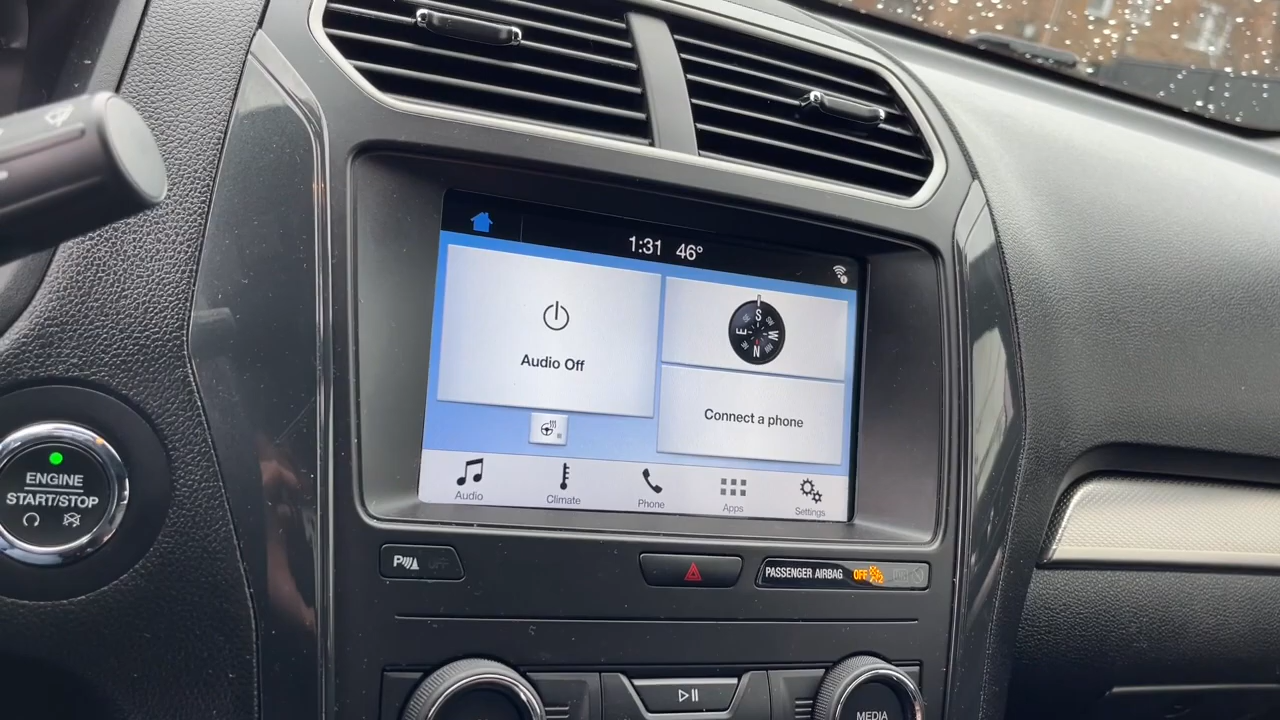 1:31 46°
Audio Off
S
E
W
N
Connect a phone
Audio
Climate
Phone
Apps
Settings
ENGINE
START/STOP
P
OFF
PASSENGER AIRBAG OFF
MEDIA